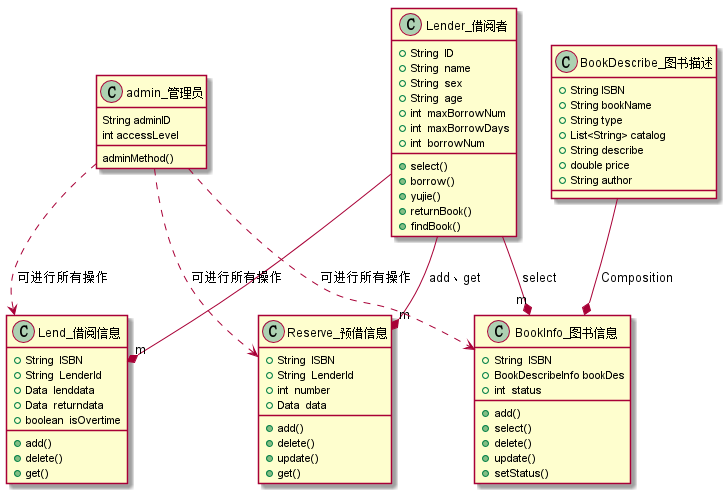 C Lender_借阅者
String ID
String name
String sex
String age
int maxBorrowNum
int maxBorrowDays
int borrowNum
select()
borrow()
yujie()
returnBook()
findBook()
C BookDescribe_图书描述
String ISBN
String bookName
String type
List<String> catalog
String describe
double price
String author
C admin_管理员
String adminID
int accessLevel
adminMethod()
可进行所有操作
可进行所有操作
可进行所有操作
add、get
select
Composition
m
m
m
C Lend_借阅信息
String ISBN
String LenderId
Data lenddata
Data returndata
boolean isOvertime
add()
delete()
get()
C Reserve_预借信息
String ISBN
String LenderId
int number
Data data
add()
delete()
update()
get()
C BookInfo_图书信息
String ISBN
BookDescribeInfo bookDes
int status
add()
select()
delete()
update()
setStatus()